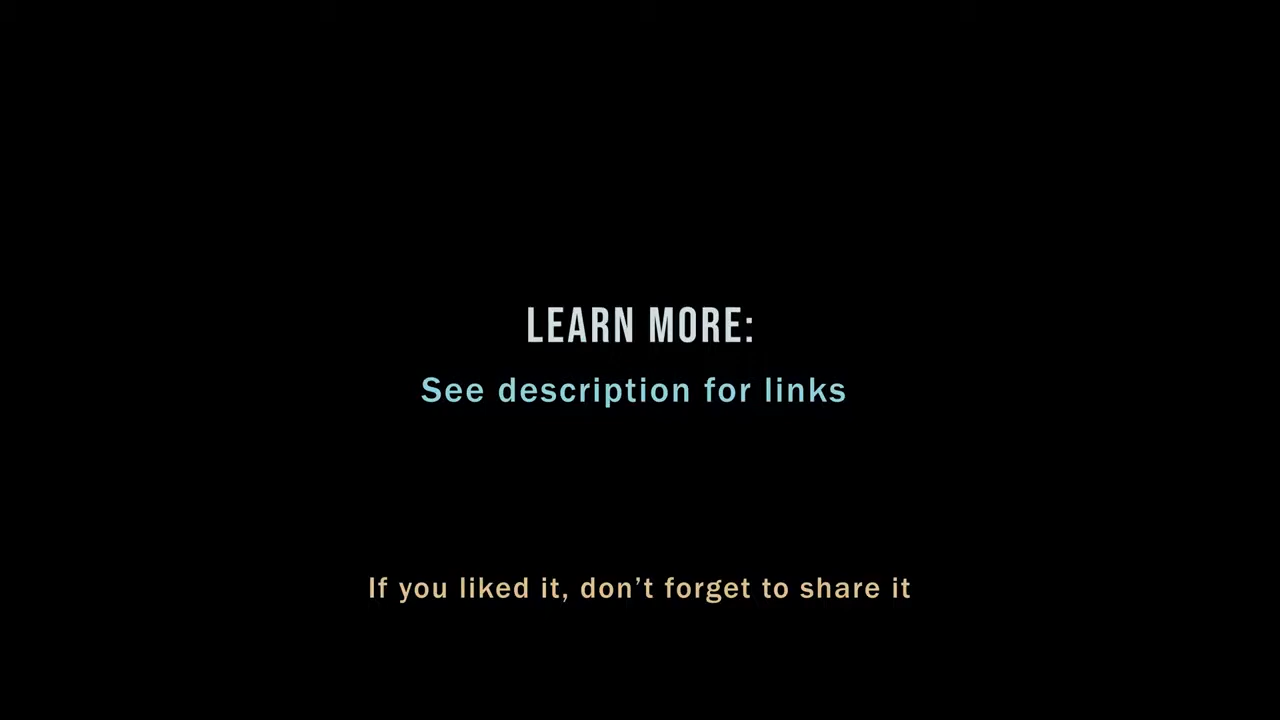 LEARN MORE:
See description for links
If you liked it, don’t forget to share it